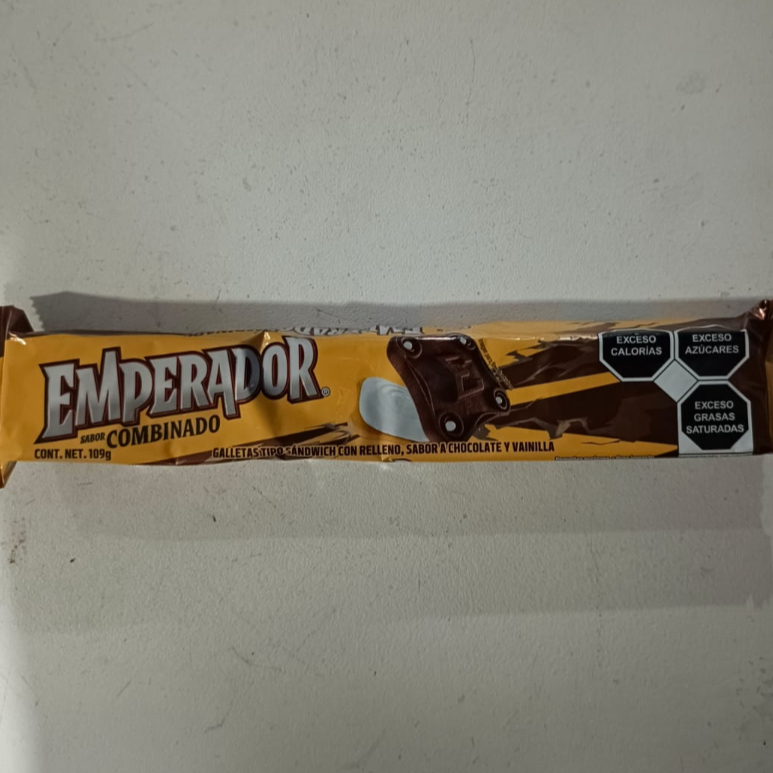 EMPERADOR®
SABOR COMBINADO
CONT. NET. 109g
GALLETAS TIPO SÁNDWICH CON RELLENO, SABOR A CHOCOLATE Y VAINILLA
EXCESO
CALORÍAS
EXCESO
AZÚCARES
EXCESO
GRASAS
SATURADAS